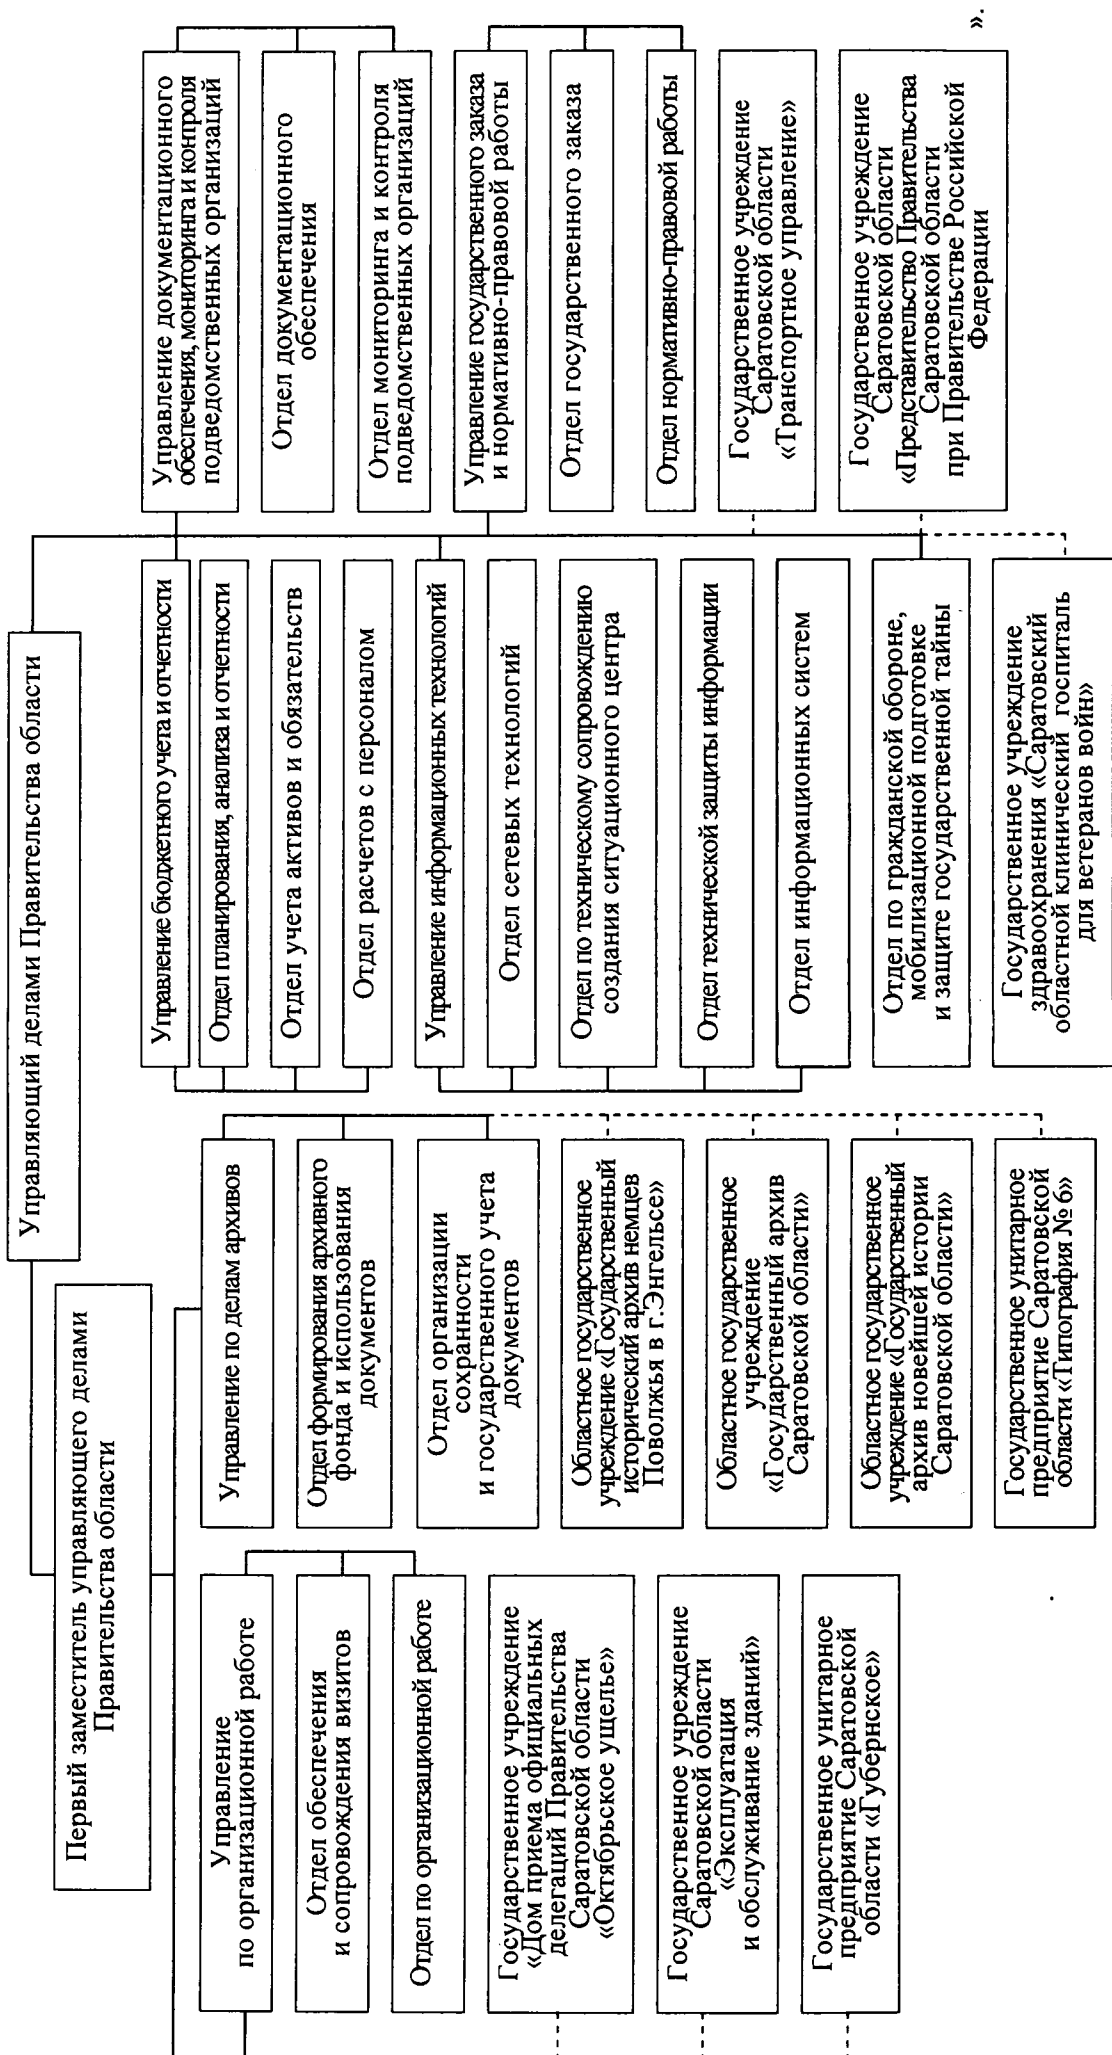 Управляющий делами Правительства области
Первый заместитель управляющего делами
Правительства области
Управление
по организационной работе
Отдел обеспечения
и сопровождения визитов
Отдел по организационной работе
Государственное учреждение
«Дом приема официальных
делегаций Правительства
Саратовской области
«Октябрьское ущелье»
Государственное учреждение
Саратовской области
«Эксплуатация
и обслуживание зданий»
Государственное унитарное
предприятие Саратовской
области «Губернское»
Управление по делам архивов
Отдел формирования архивного
фонда и использования
документов
Отдел организации
сохранности
и государственного учета
документов
Областное государственное
учреждение «Государственный
исторический архив немцев
Поволжья в г.Энгельсе»
Областное государственное
учреждение
«Государственный архив
Саратовской области»
Областное государственное
учреждение «Государственный
архив новейшей истории
Саратовской области»
Государственное унитарное
предприятие Саратовской
области «Типография № 6»
Управление бюджетного учета и отчетности
Отдел планирования, анализа и отчетности
Отдел учета активов и обязательств
Отдел расчетов с персоналом
Управление информационных технологий
Отдел сетевых технологий
Отдел по техническому сопровождению
создания ситуационного центра
Отдел технической защиты информации
Отдел информационных систем
Отдел по гражданской обороне,
мобилизационной подготовке
и защите государственной тайны
Государственное учреждение
здравоохранения «Саратовский
областной клинический госпиталь
для ветеранов войн»
Управление документационного
обеспечения, мониторинга и контроля
подведомственных организаций
Отдел документационного
обеспечения
Отдел мониторинга и контроля
подведомственных организаций
Управление государственного заказа
и нормативно-правовой работы
Отдел государственного заказа
Отдел нормативно-правовой работы
Государственное учреждение
Саратовской области
«Транспортное управление»
Государственное учреждение
Саратовской области
«Представительство Правительства
Саратовской области
при Правительстве Российской
Федерации
».